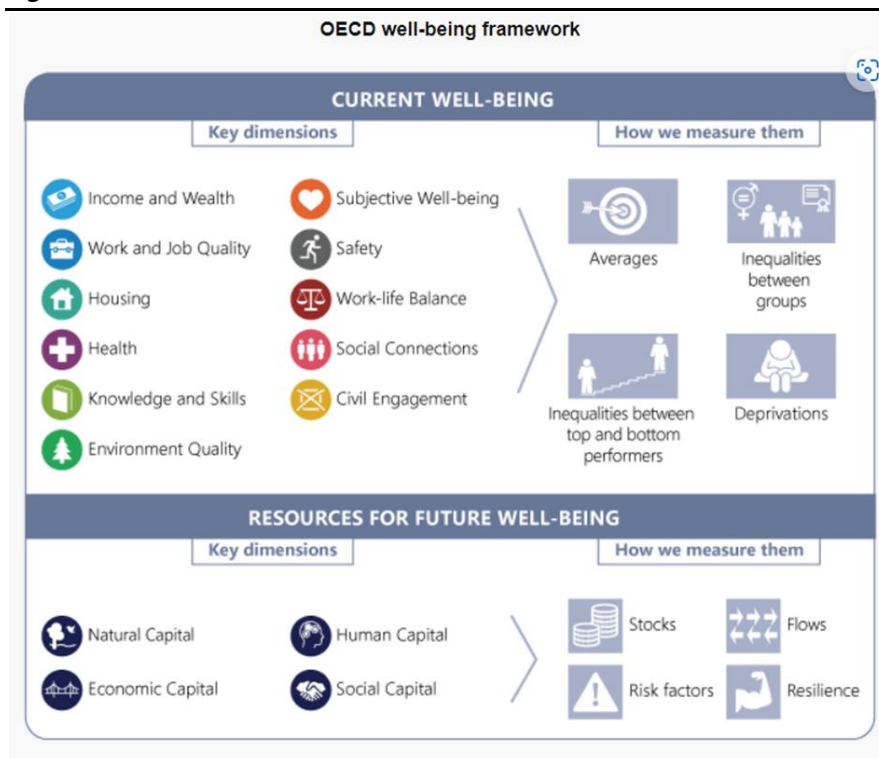 OECD well-being framework
CURRENT WELL-BEING
Key dimensions
How we measure them
Income and Wealth
Work and Job Quality
Housing
Health
Knowledge and Skills
Environment Quality
Subjective Well-being
Safety
Work-life Balance
Social Connections
Civil Engagement
Averages
Inequalities
between
groups
Inequalities between
top and bottom
performers
Deprivations
RESOURCES FOR FUTURE WELL-BEING
Key dimensions
How we measure them
Natural Capital
Economic Capital
Human Capital
Social Capital
Stocks
Flows
Risk factors
Resilience